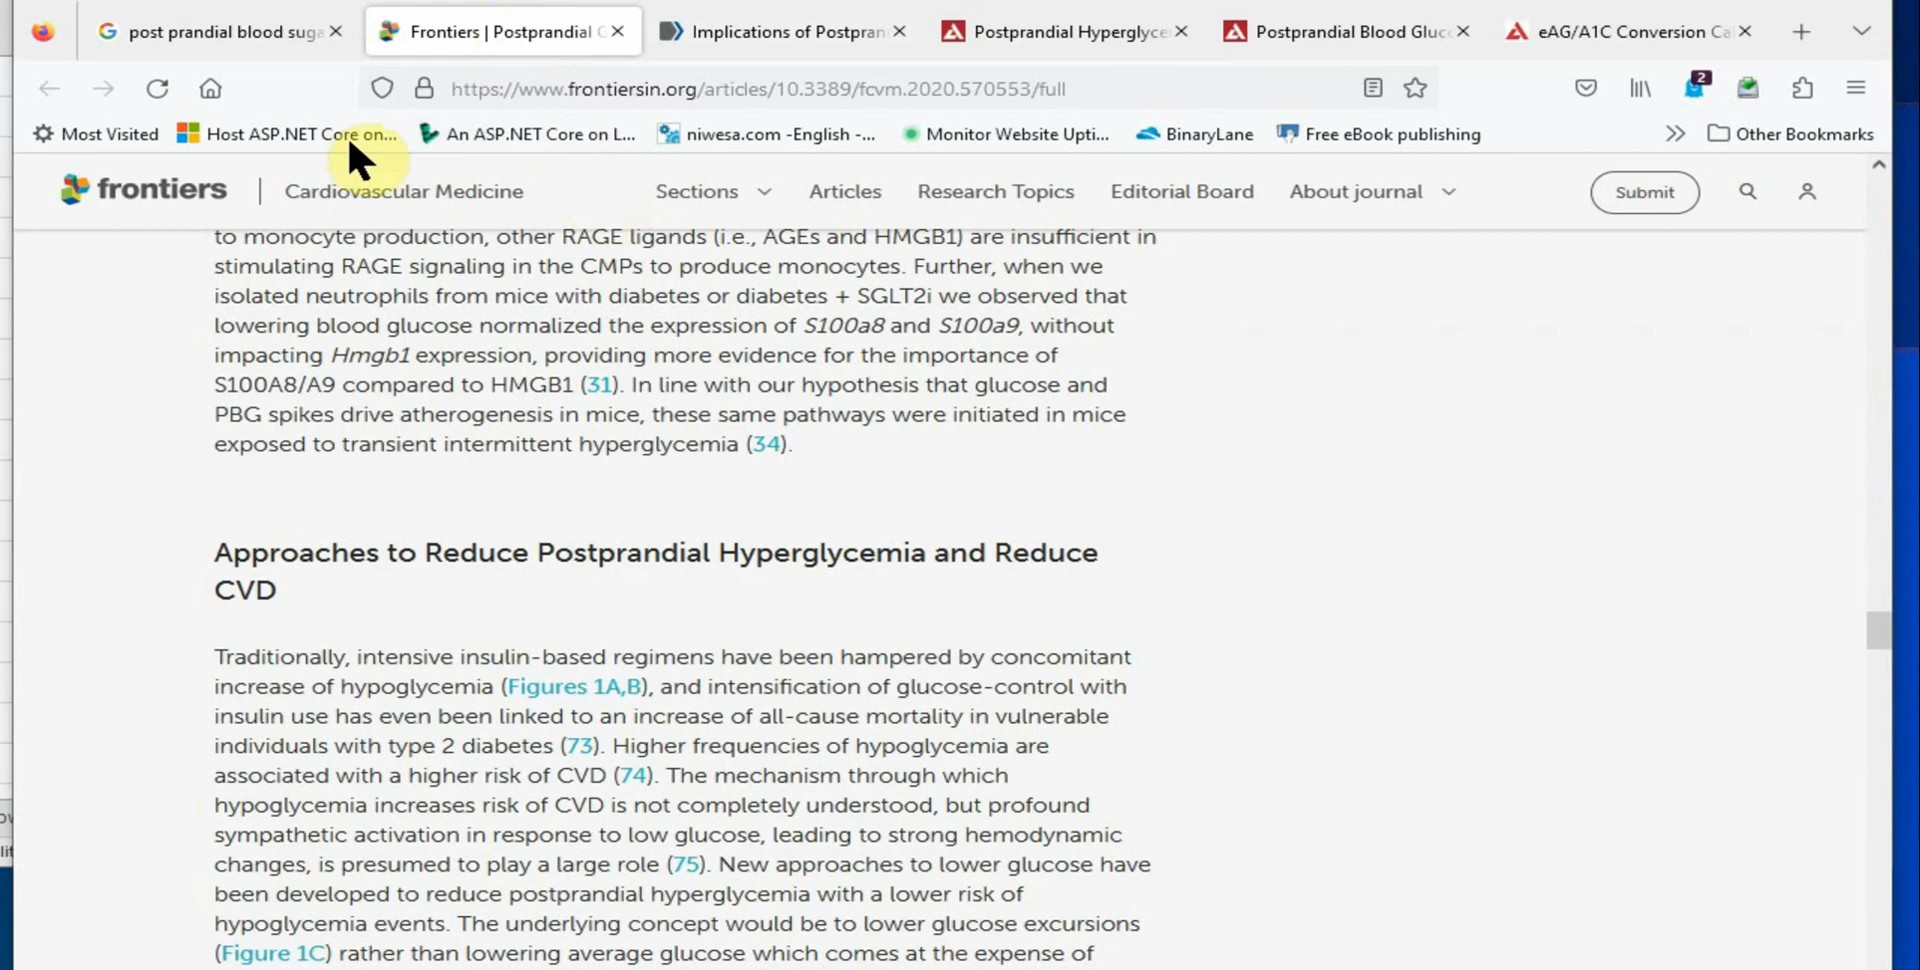 post prandial blood suga
Frontiers | Postprandial G
Implications of Postpran
Postprandial Hyperglyce
Postprandial Blood Gluc
eAG/A1C Conversion Ca
https://www.frontiersin.org/articles/10.3389/fcvm.2020.570553/full
2
Most Visited
Host ASP.NET Core on...
An ASP.NET Core on L...
niwesa.com -English -...
Monitor Website Upti...
BinaryLane
Free eBook publishing
Other Bookmarks
frontiers
Cardiovascular Medicine
Sections
Articles
Research Topics
Editorial Board
About journal
Submit
to monocyte production, other RAGE ligands (i.e., AGEs and HMGB1) are insufficient in
stimulating RAGE signaling in the CMPs to produce monocytes. Further, when we
isolated neutrophils from mice with diabetes or diabetes + SGLT2i we observed that
lowering blood glucose normalized the expression of S100a8 and S100a9, without
impacting Hmgb1 expression, providing more evidence for the importance of
S100A8/A9 compared to HMGB1 (31). In line with our hypothesis that glucose and
PBG spikes drive atherogenesis in mice, these same pathways were initiated in mice
exposed to transient intermittent hyperglycemia (34).
Approaches to Reduce Postprandial Hyperglycemia and Reduce
CVD
Traditionally, intensive insulin-based regimens have been hampered by concomitant
increase of hypoglycemia (Figures 1A,B), and intensification of glucose-control with
insulin use has even been linked to an increase of all-cause mortality in vulnerable
individuals with type 2 diabetes (73). Higher frequencies of hypoglycemia are
associated with a higher risk of CVD (74). The mechanism through which
hypoglycemia increases risk of CVD is not completely understood, but profound
sympathetic activation in response to low glucose, leading to strong hemodynamic
changes, is presumed to play a large role (75). New approaches to lower glucose have
been developed to reduce postprandial hyperglycemia with a lower risk of
hypoglycemia events. The underlying concept would be to lower glucose excursions
(Figure 1C) rather than lowering average glucose which comes at the expense of